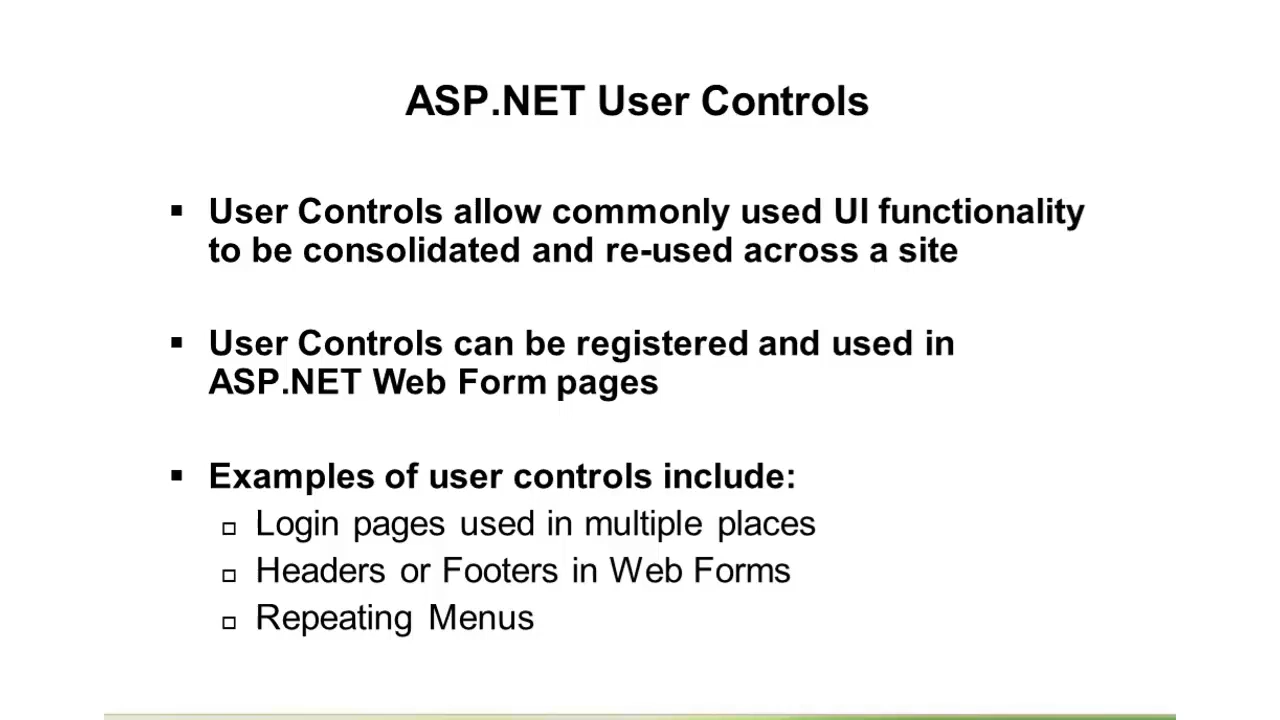 ASP.NET User Controls
▪ User Controls allow commonly used UI functionality
to be consolidated and re-used across a site
▪ User Controls can be registered and used in
ASP.NET Web Form pages
▪ Examples of user controls include:
▫ Login pages used in multiple places
▫ Headers or Footers in Web Forms
▫ Repeating Menus